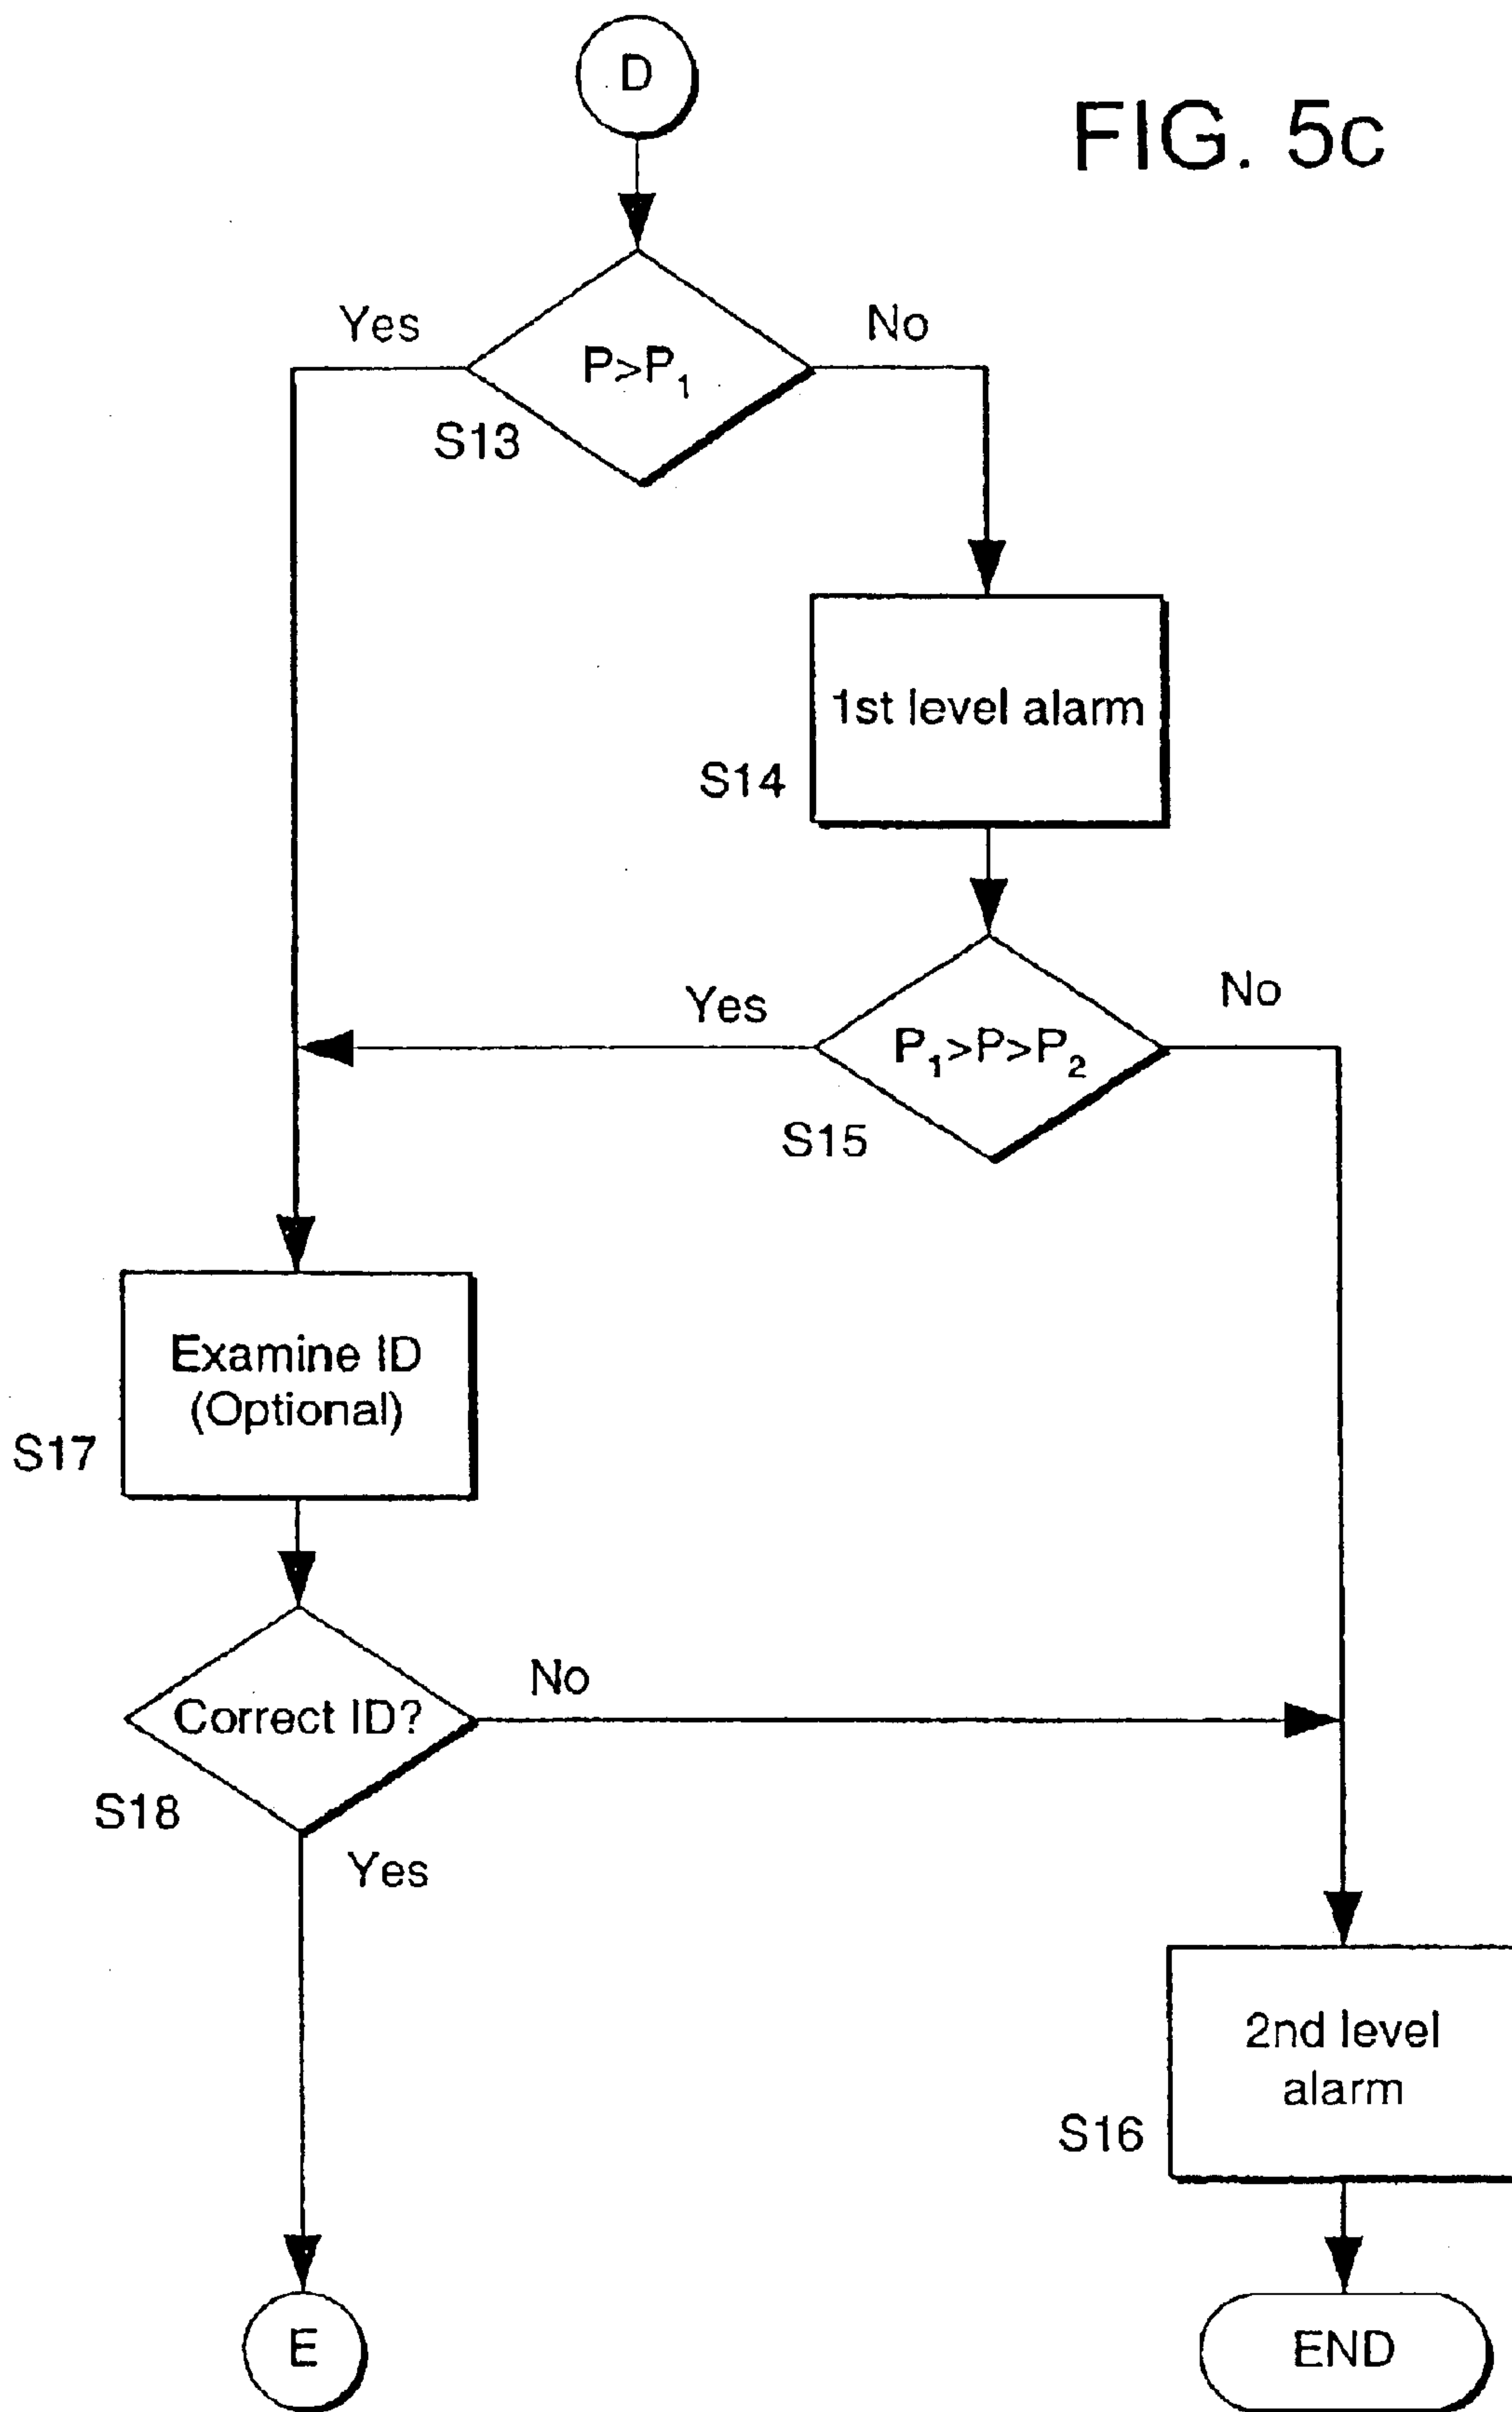 D
FIG. 5c
Yes
No
P>P₁
S13
1st level alarm
S14
Yes
No
P₁>P>P₂
S15
Examine ID
(Optional)
S17
No
Correct ID?
S18
Yes
2nd level
alarm
S16
E
END